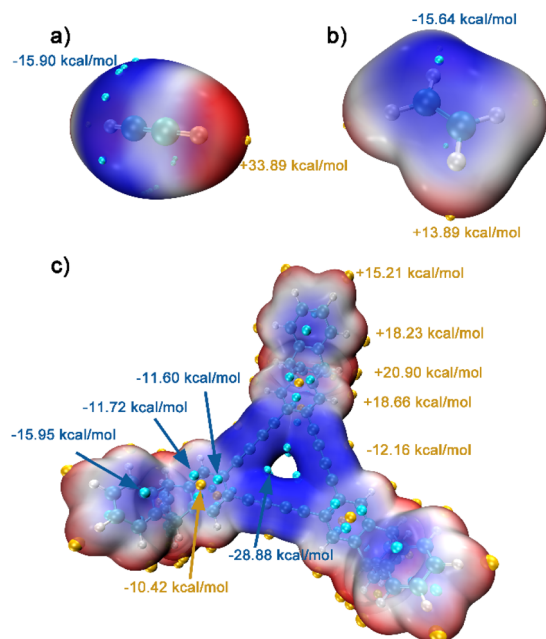 a)
-15.90 kcal/mol
+33.89 kcal/mol
b)
-15.64 kcal/mol
+13.89 kcal/mol
c)
+15.21 kcal/mol
+18.23 kcal/mol
+20.90 kcal/mol
+18.66 kcal/mol
-12.16 kcal/mol
-11.60 kcal/mol
-11.72 kcal/mol
-15.95 kcal/mol
-28.88 kcal/mol
-10.42 kcal/mol